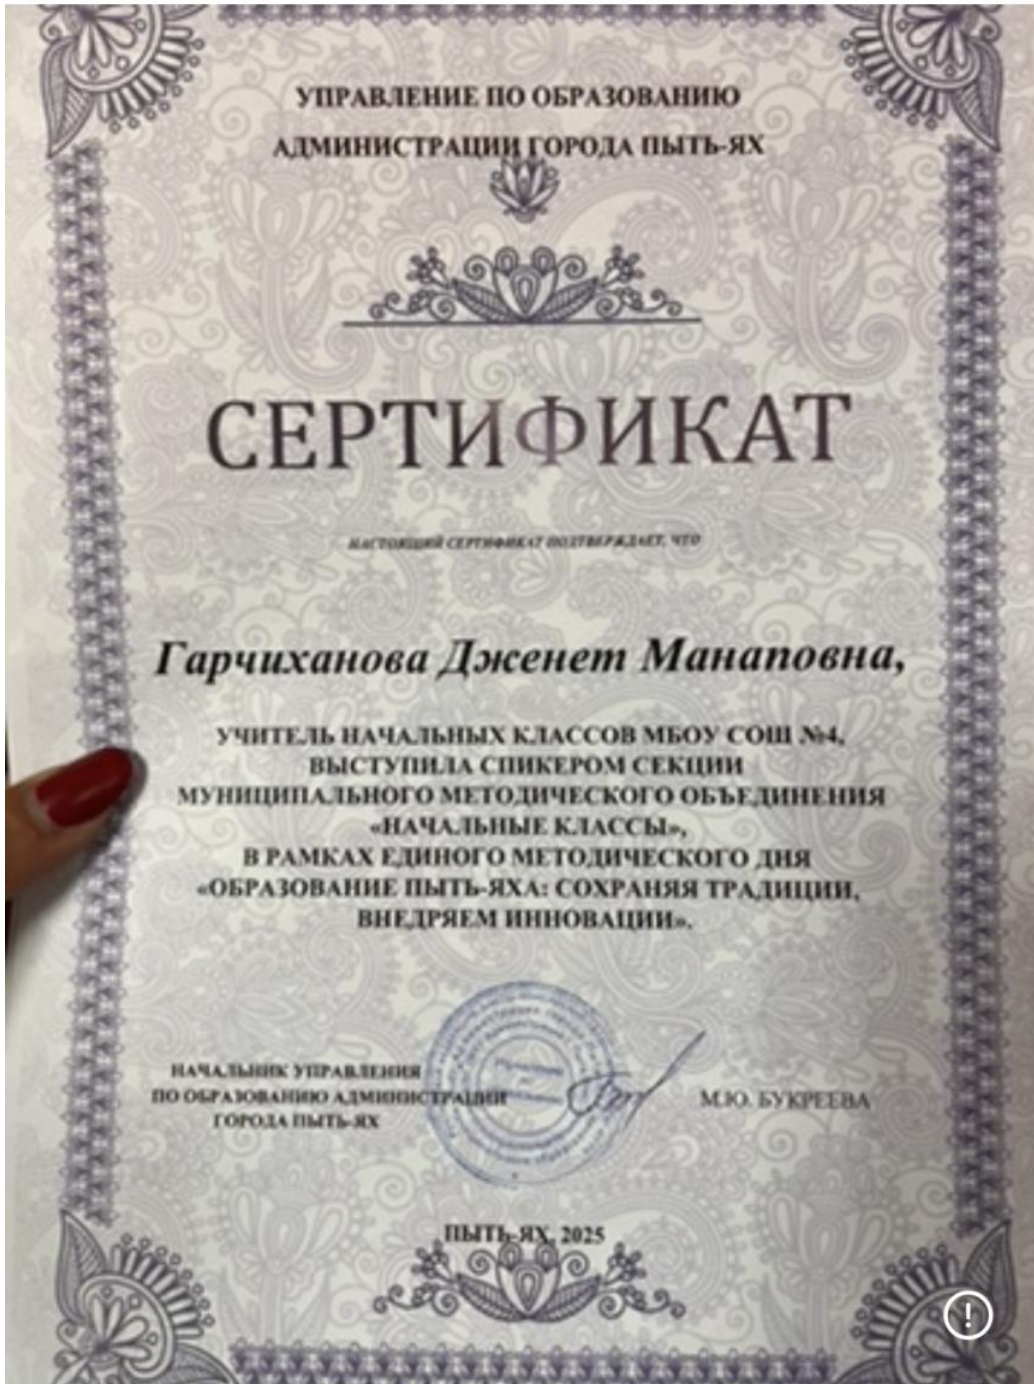 УПРАВЛЕНИЕ ПО ОБРАЗОВАНИЮ
АДМИНИСТРАЦИИ ГОРОДА ПЫТЬ-ЯХ
СЕРТИФИКАТ
НАСТОЯЩИЙ СЕРТИФИКАТ ПОДТВЕРЖДАЕТ, ЧТО
Гарчиханова Дженет Манаповна,
УЧИТЕЛЬ НАЧАЛЬНЫХ КЛАССОВ МБОУ СОШ №4,
ВЫСТУПИЛА СПИКЕРОМ СЕКЦИИ
МУНИЦИПАЛЬНОГО МЕТОДИЧЕСКОГО ОБЪЕДИНЕНИЯ
«НАЧАЛЬНЫЕ КЛАССЫ»,
В РАМКАХ ЕДИНОГО МЕТОДИЧЕСКОГО ДНЯ
«ОБРАЗОВАНИЕ ПЫТЬ-ЯХА: СОХРАНЯЯ ТРАДИЦИИ,
ВНЕДРЯЕМ ИННОВАЦИИ».
НАЧАЛЬНИК УПРАВЛЕНИЯ
ПО ОБРАЗОВАНИЮ АДМИНИСТРАЦИИ
ГОРОДА ПЫТЬ-ЯХ
М.Ю. БУКРЕЕВА
ПЫТЬ-ЯХ, 2025